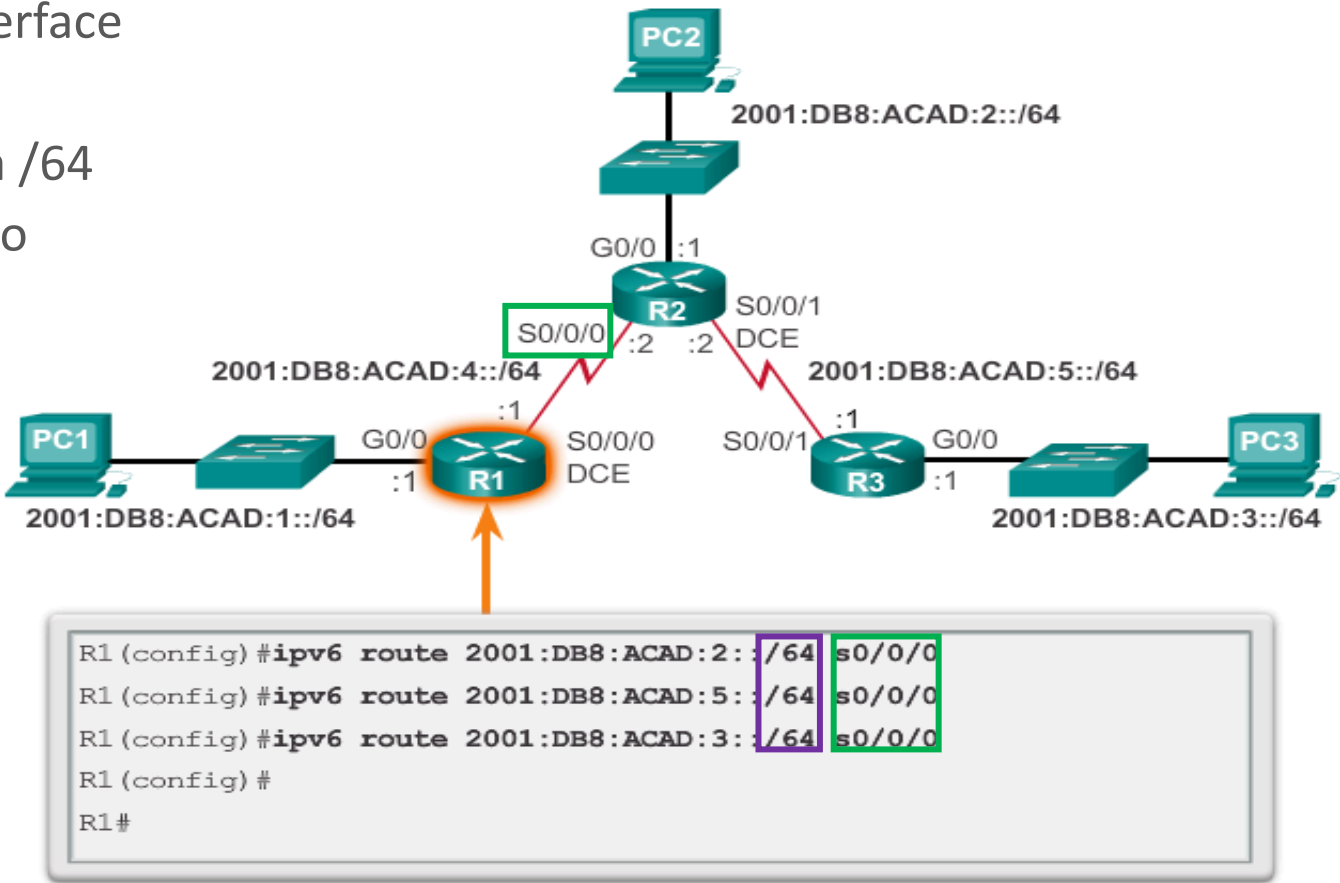 erface
/64
o
PC2
2001:DB8:ACAD:2::/64
G0/0 :1
R2
S0/0/1
DCE
S0/0/0
:2 :2
2001:DB8:ACAD:4::/64
2001:DB8:ACAD:5::/64
:1
:1
PC1
G0/0
:1
R1
S0/0/0
DCE
S0/0/1
R3
G0/0
:1
PC3
2001:DB8:ACAD:1::/64
2001:DB8:ACAD:3::/64
R1(config)#ipv6 route 2001:DB8:ACAD:2::/64 s0/0/0
R1(config)#ipv6 route 2001:DB8:ACAD:5::/64 s0/0/0
R1(config)#ipv6 route 2001:DB8:ACAD:3::/64 s0/0/0
R1(config)#
R1#